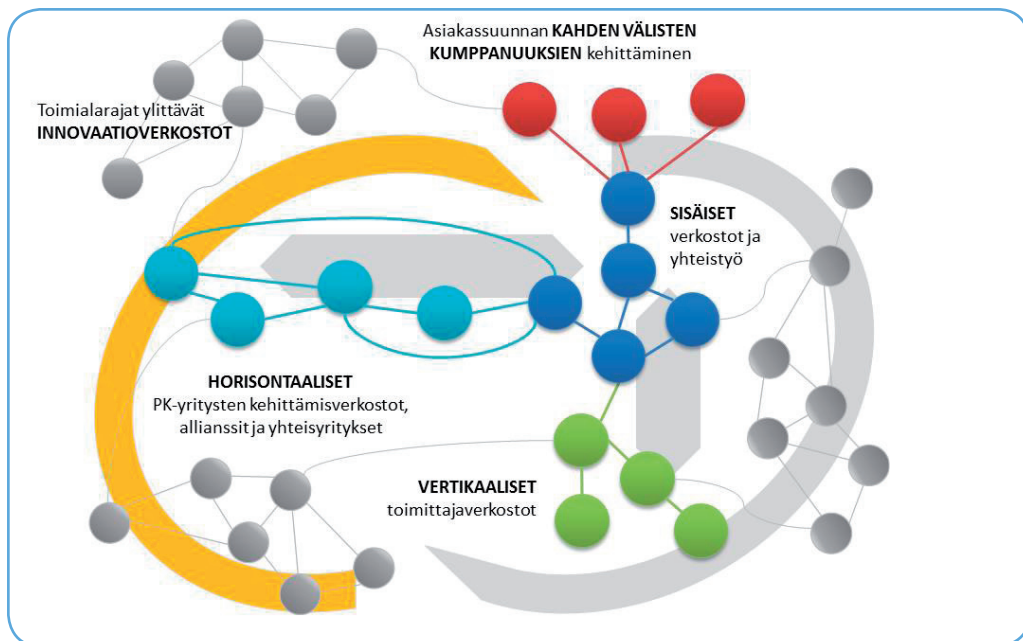 Asiakassuunnan KAHDEN VÄLISTEN
KUMPPANUUKSIEN kehittäminen
Toimialarajat ylittävät
INNOVAATIOVERKOSTOT
SISÄISET
verkostot ja
yhteistyö
HORISONTAALISET
PK-yritysten kehittämisverkostot,
allianssit ja yhteisyritykset
VERTIKAALISET
toimittajaverkostot